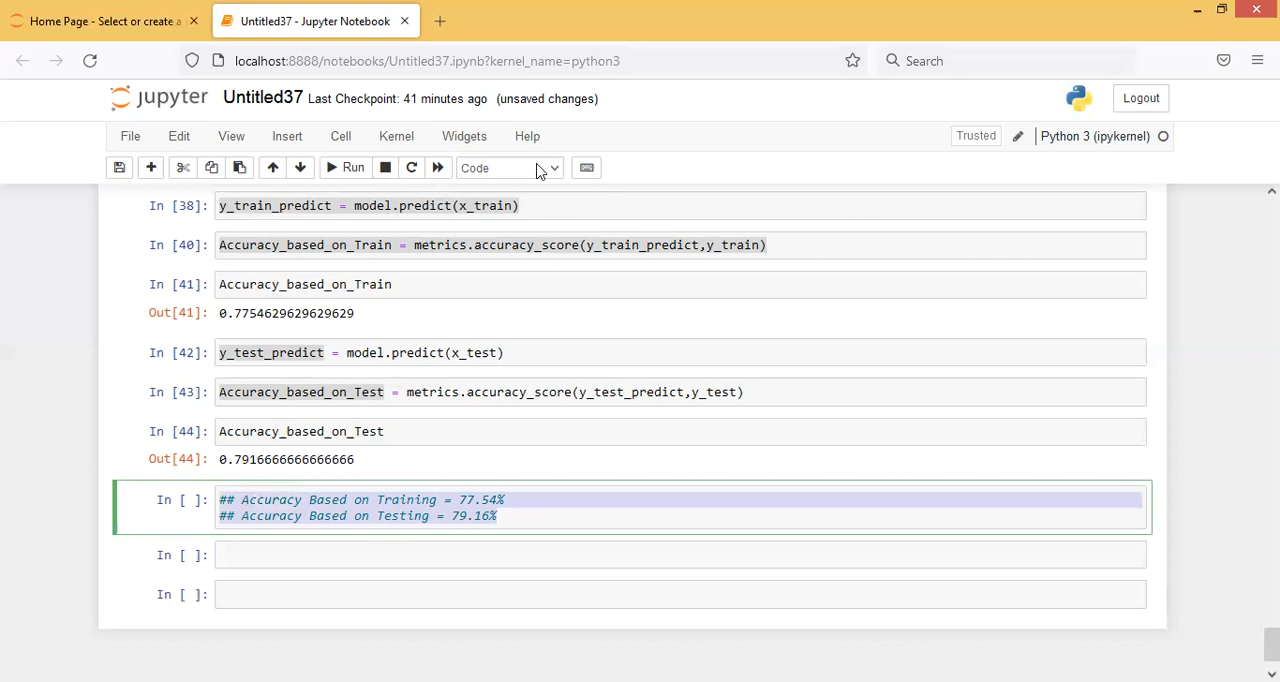 Home Page - Select or create a
Untitled37 - Jupyter Notebook
localhost:8888/notebooks/Untitled37.ipynb?kernel_name=python3
Search
jupyter Untitled37 Last Checkpoint: 41 minutes ago (unsaved changes)
Logout
File Edit View Insert Cell Kernel Widgets Help
Trusted
Python 3 (ipykernel)
Run
Code
In [38]: y_train_predict = model.predict(x_train)
In [40]: Accuracy_based_on_Train = metrics.accuracy_score(y_train_predict,y_train)
In [41]: Accuracy_based_on_Train
Out[41]: 0.7754629629629629
In [42]: y_test_predict = model.predict(x_test)
In [43]: Accuracy_based_on_Test = metrics.accuracy_score(y_test_predict,y_test)
In [44]: Accuracy_based_on_Test
Out[44]: 0.7916666666666666
In [ ]: ## Accuracy Based on Training = 77.54%
## Accuracy Based on Testing = 79.16%
In [ ]:
In [ ]: